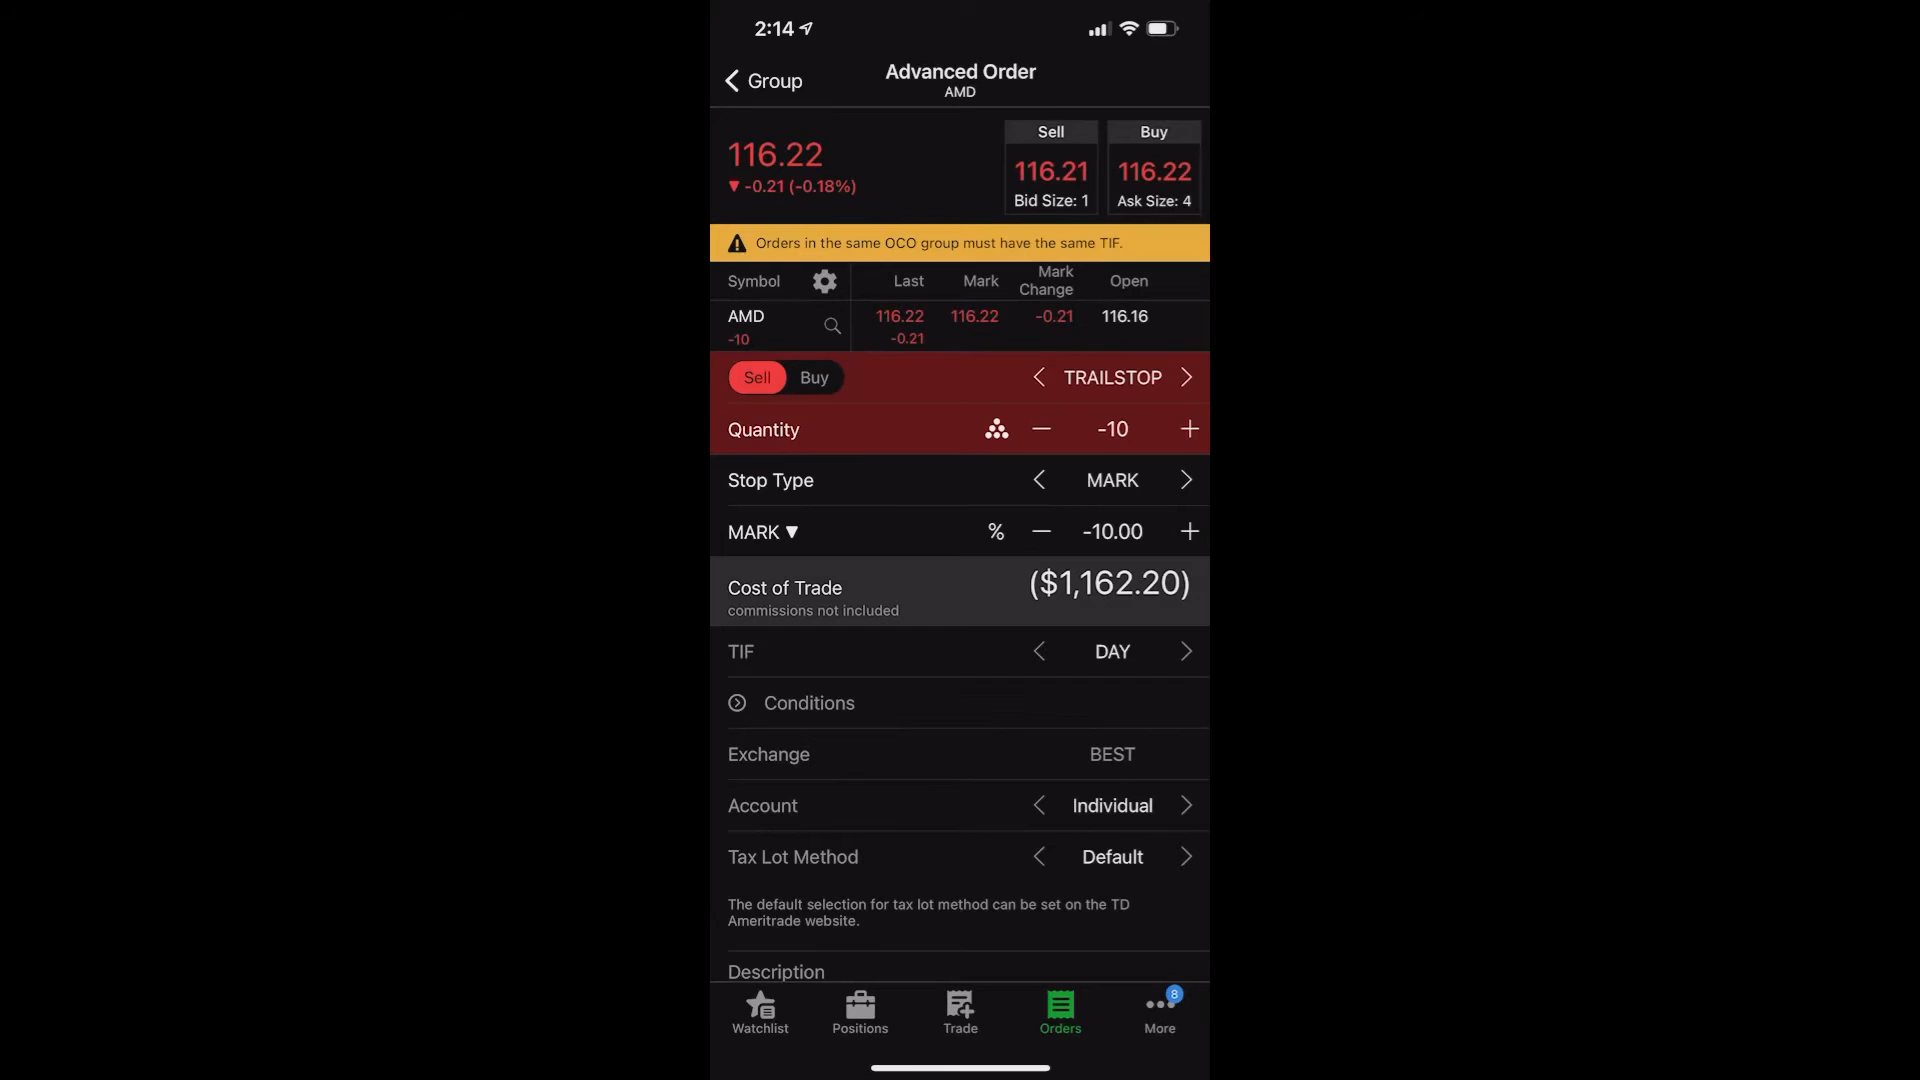 2:14
Group
Advanced Order
AMD
116.22
▼ -0.21 (-0.18%)
Sell
116.21
Bid Size: 1
Buy
116.22
Ask Size: 4
Orders in the same OCO group must have the same TIF.
Symbol Last Mark Mark Change Open
AMD 116.22 116.22 -0.21 116.16
-10 -0.21
Sell Buy TRAILSTOP
Quantity -10
Stop Type MARK
MARK ▼ % -10.00
Cost of Trade ($1,162.20)
commissions not included
TIF DAY
Conditions
Exchange BEST
Account Individual
Tax Lot Method Default
The default selection for tax lot method can be set on the TD
Ameritrade website.
Description
8
Watchlist Positions Trade Orders More